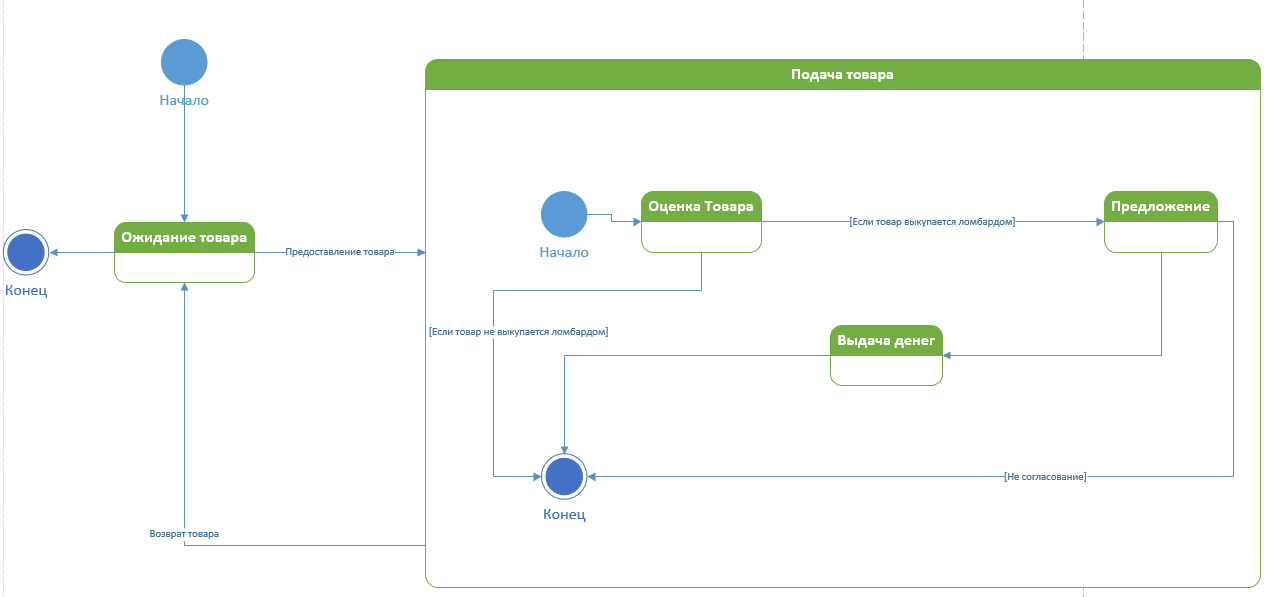 Начало
Подача товара
Ожидание товара
Предоставление товара
Конец
Начало
Оценка Товара
[Если товар выкупается ломбардом]
Предложение
[Если товар не выкупается ломбардом]
Выдача денег
[Не согласование]
Конец
Возврат товара